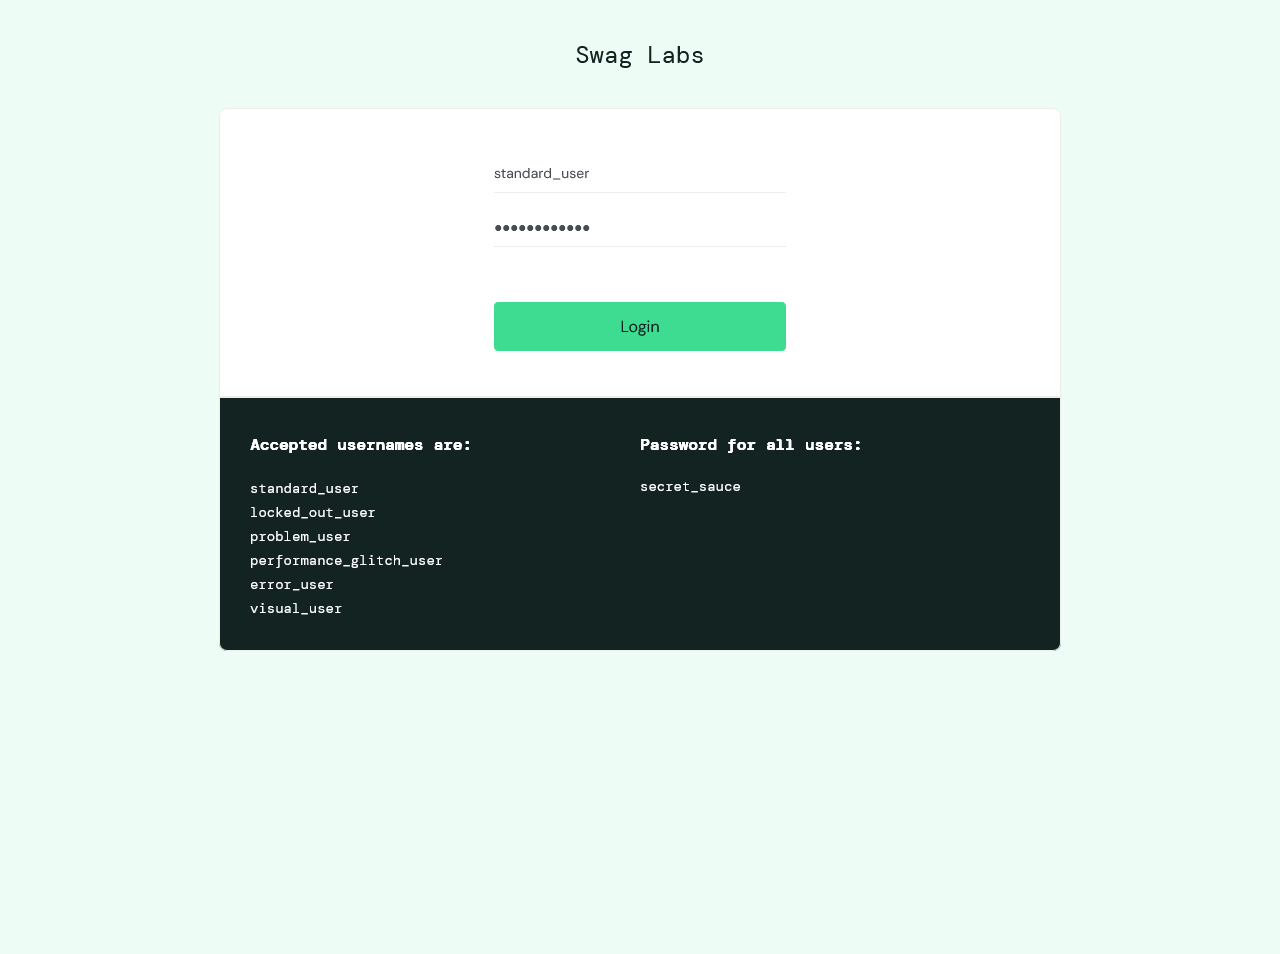 Swag Labs
standard_user
••••••••••••
Login
Accepted usernames are:
standard_user
locked_out_user
problem_user
performance_glitch_user
error_user
visual_user
Password for all users:
secret_sauce